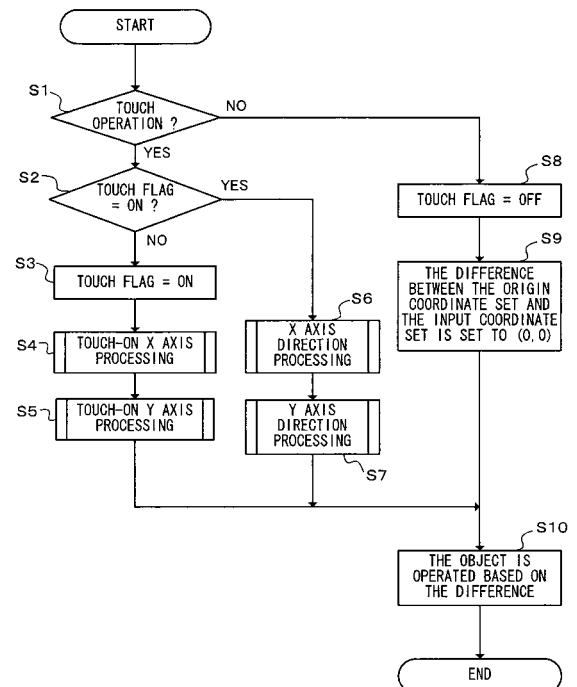 START
S1
TOUCH
OPERATION ?
NO
YES
S2
TOUCH FLAG
= ON ?
YES
NO
S3
TOUCH FLAG = ON
S4
TOUCH-ON X AXIS
PROCESSING
S5
TOUCH-ON Y AXIS
PROCESSING
S6
X AXIS
DIRECTION
PROCESSING
Y AXIS
DIRECTION
PROCESSING
S7
S8
TOUCH FLAG = OFF
S9
THE DIFFERENCE
BETWEEN THE ORIGIN
COORDINATE SET AND
THE INPUT COORDINATE
SET IS SET TO (0,0)
S10
THE OBJECT IS
OPERATED BASED ON
THE DIFFERENCE
END